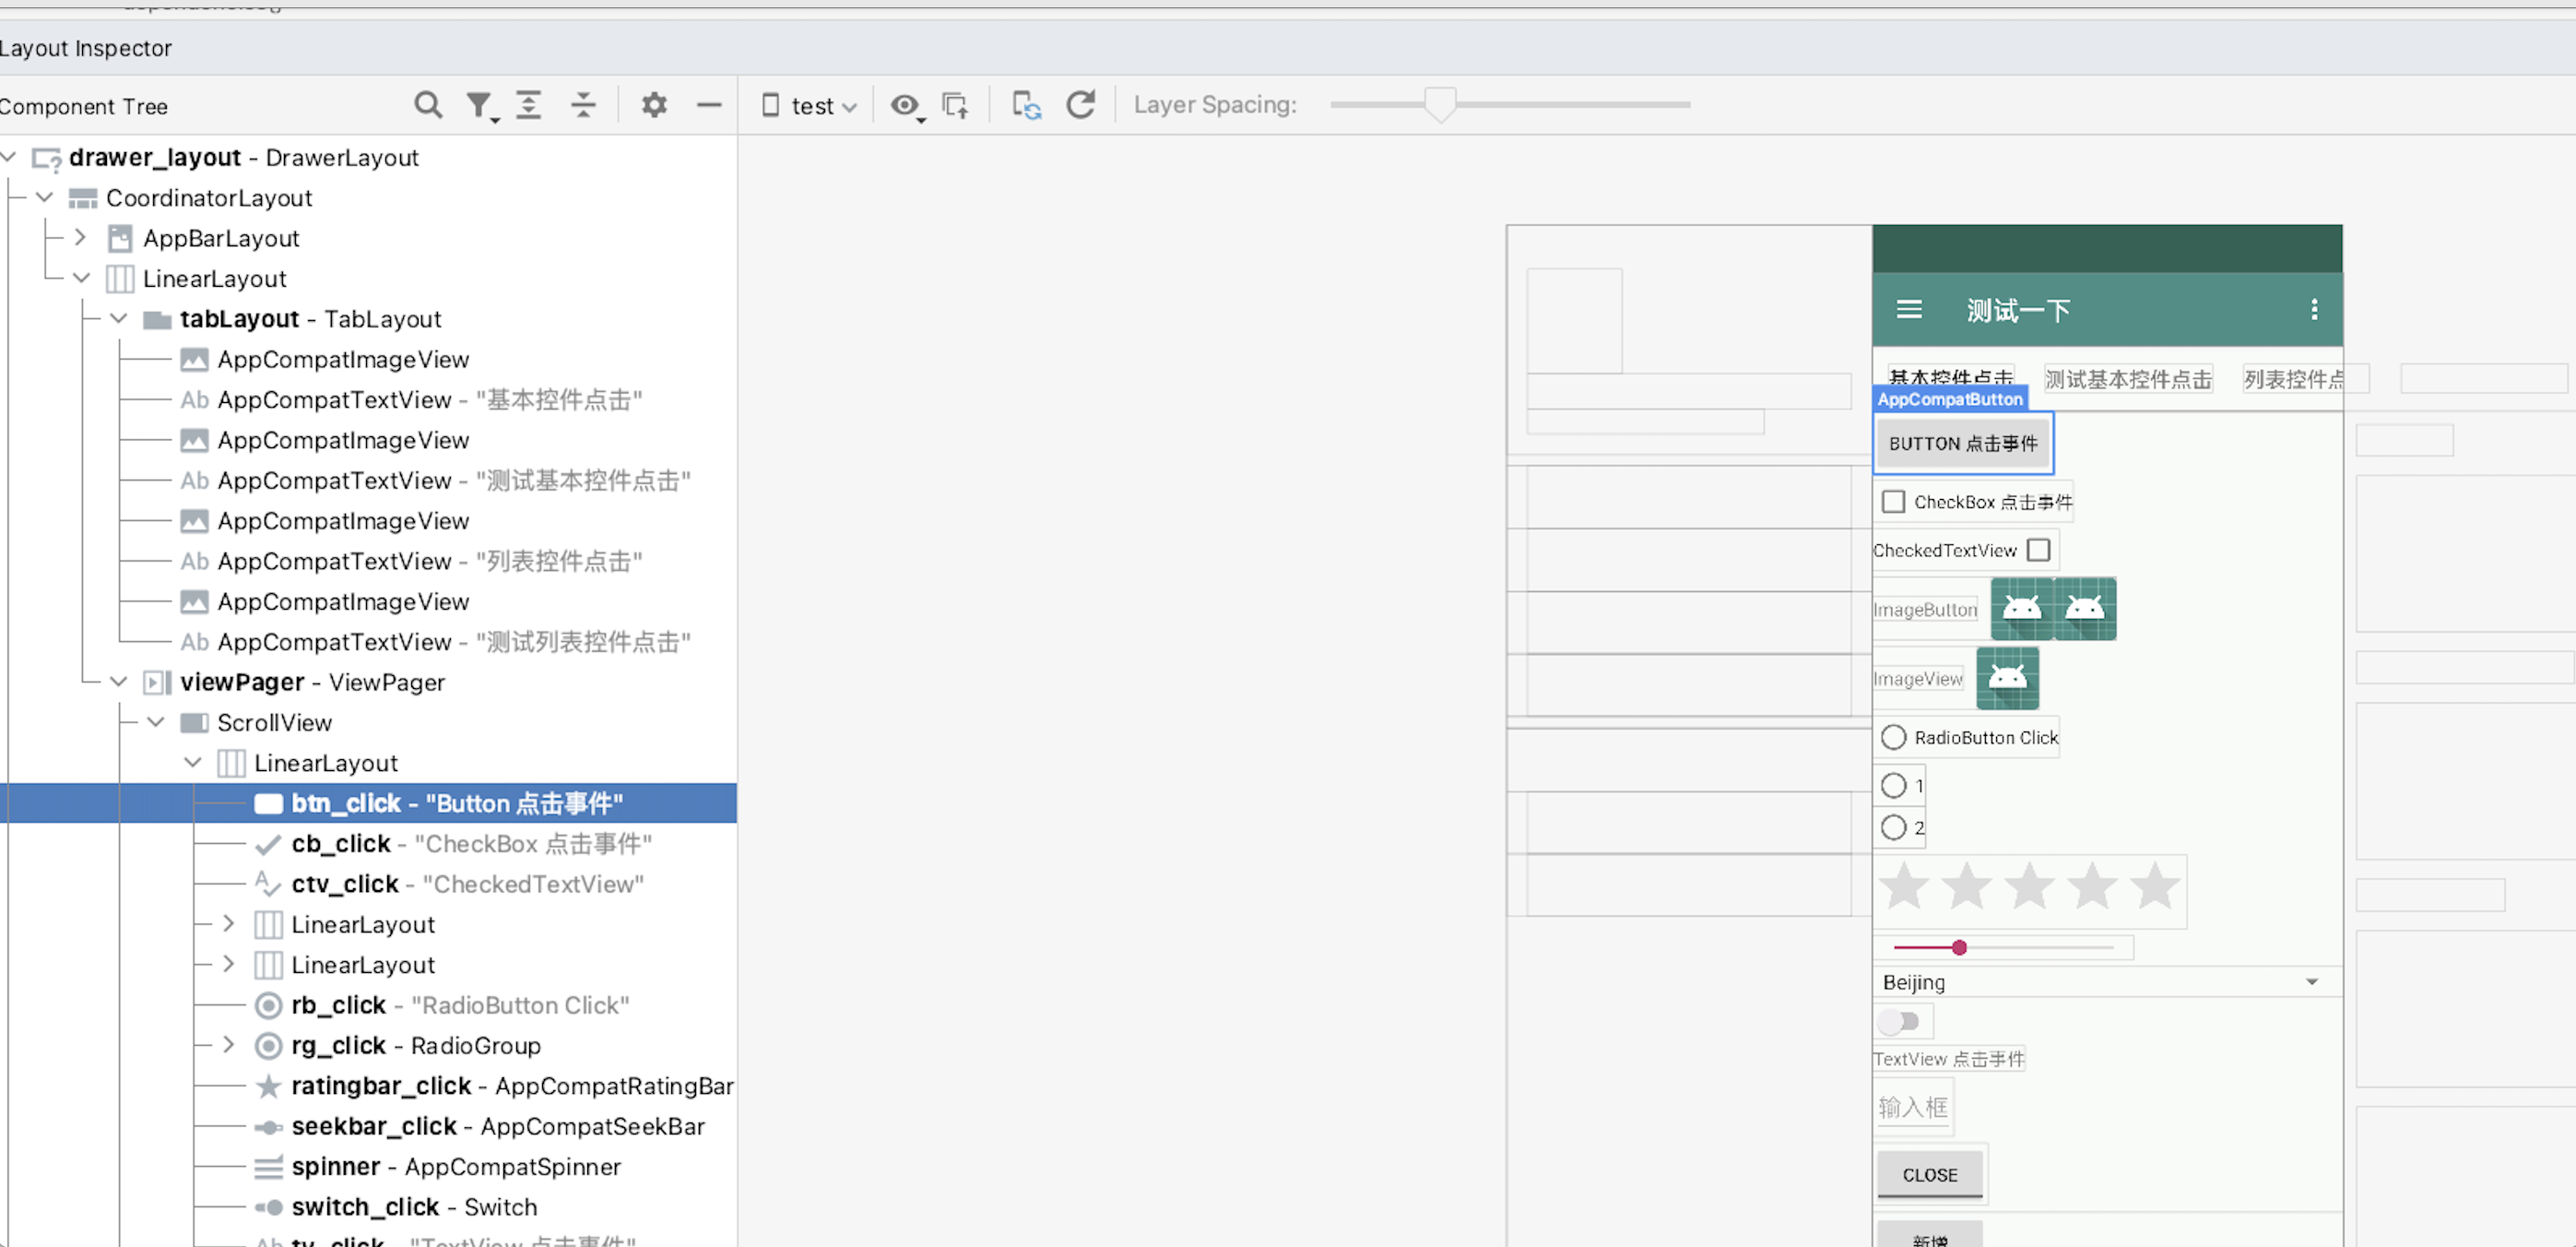 Layout Inspector
Component Tree
test
Layer Spacing:
drawer_layout - DrawerLayout
CoordinatorLayout
AppBarLayout
LinearLayout
tabLayout - TabLayout
AppCompatImageView
Ab AppCompatTextView - "基本控件点击"
AppCompatImageView
Ab AppCompatTextView - "测试基本控件点击"
AppCompatImageView
Ab AppCompatTextView - "列表控件点击"
AppCompatImageView
Ab AppCompatTextView - "测试列表控件点击"
viewPager - ViewPager
ScrollView
LinearLayout
btn_click - "Button 点击事件"
cb_click - "CheckBox 点击事件"
ctv_click - "CheckedTextView"
LinearLayout
LinearLayout
rb_click - "RadioButton Click"
rg_click - RadioGroup
ratingbar_click - AppCompatRatingBar
seekbar_click - AppCompatSeekBar
spinner - AppCompatSpinner
switch_click - Switch
Ab tv_click - "TextView 点击事件"
测试一下
基本控件点击 测试基本控件点击 列表控件点
AppCompatButton
BUTTON 点击事件
CheckBox 点击事件
CheckedTextView
ImageButton
ImageView
RadioButton Click
1
2
Beijing
TextView 点击事件
输入框
CLOSE
新增